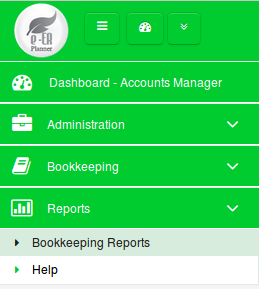 e-ER
Planner
Dashboard - Accounts Manager
Administration
Bookkeeping
Reports
Bookkeeping Reports
Help